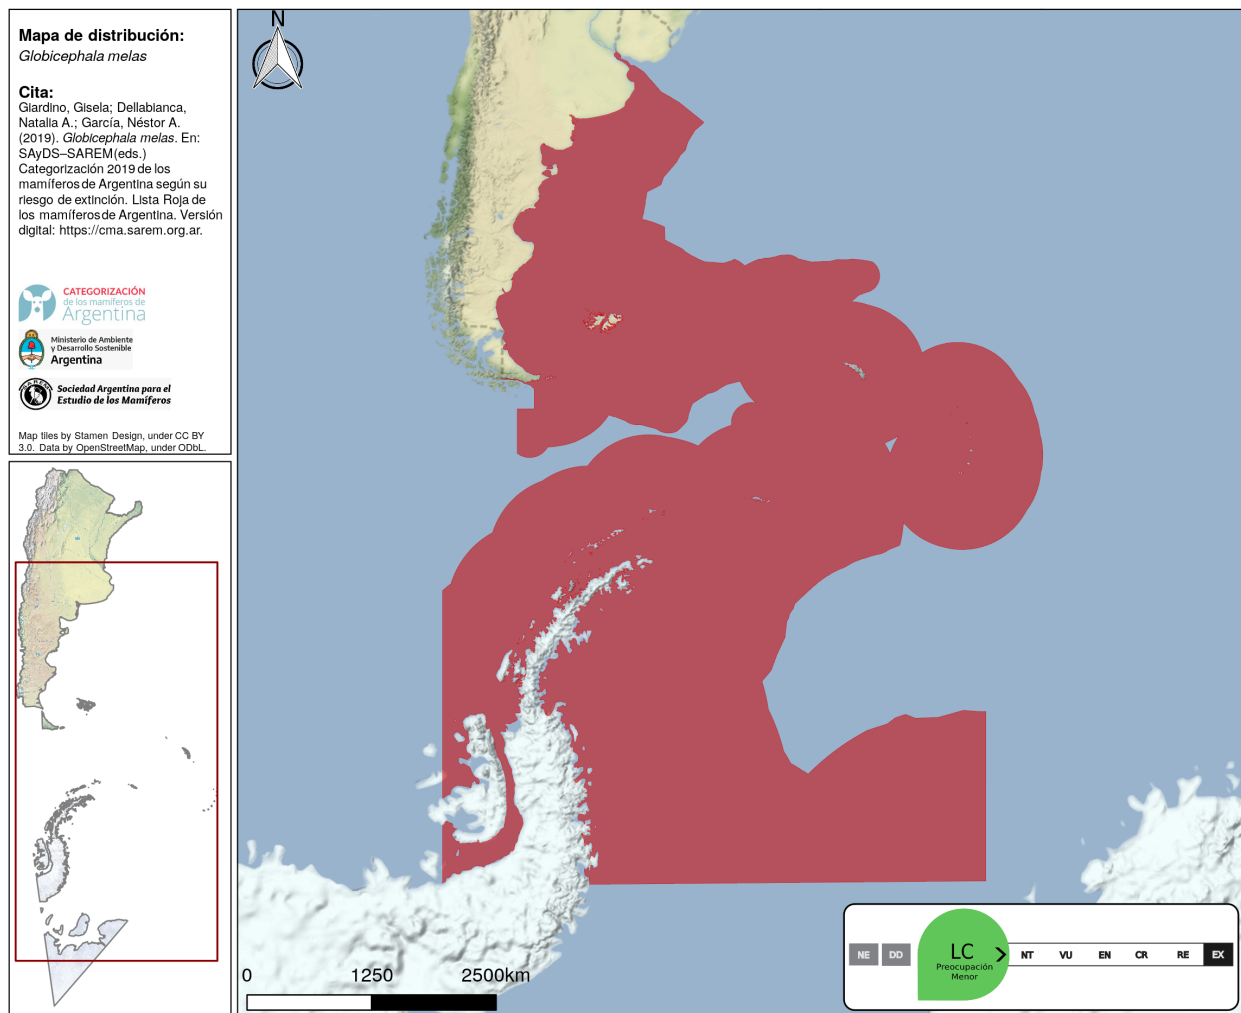 Mapa de distribución:
Globicephala melas
Cita:
Giardino, Gisela; Dellabianca,
Natalia A.; García, Néstor A.
(2019). Globicephala melas. En:
SAyDS–SAREM(eds.)
Categorización 2019 de los
mamíferos de Argentina según su
riesgo de extinción. Lista Roja de
los mamíferos de Argentina. Versión
digital: https://cma.sarem.org.ar.
CATEGORIZACIÓN
de los mamíferos de
Argentina
Ministerio de Ambiente
y Desarrollo Sostenible
Argentina
SAREM
Sociedad Argentina para el
Estudio de los Mamíferos
Map tiles by Stamen Design, under CC BY
3.0. Data by OpenStreetMap, under ODbL.
N
0 1250 2500km
NE DD LC NT VU EN CR RE EX
Preocupación
Menor